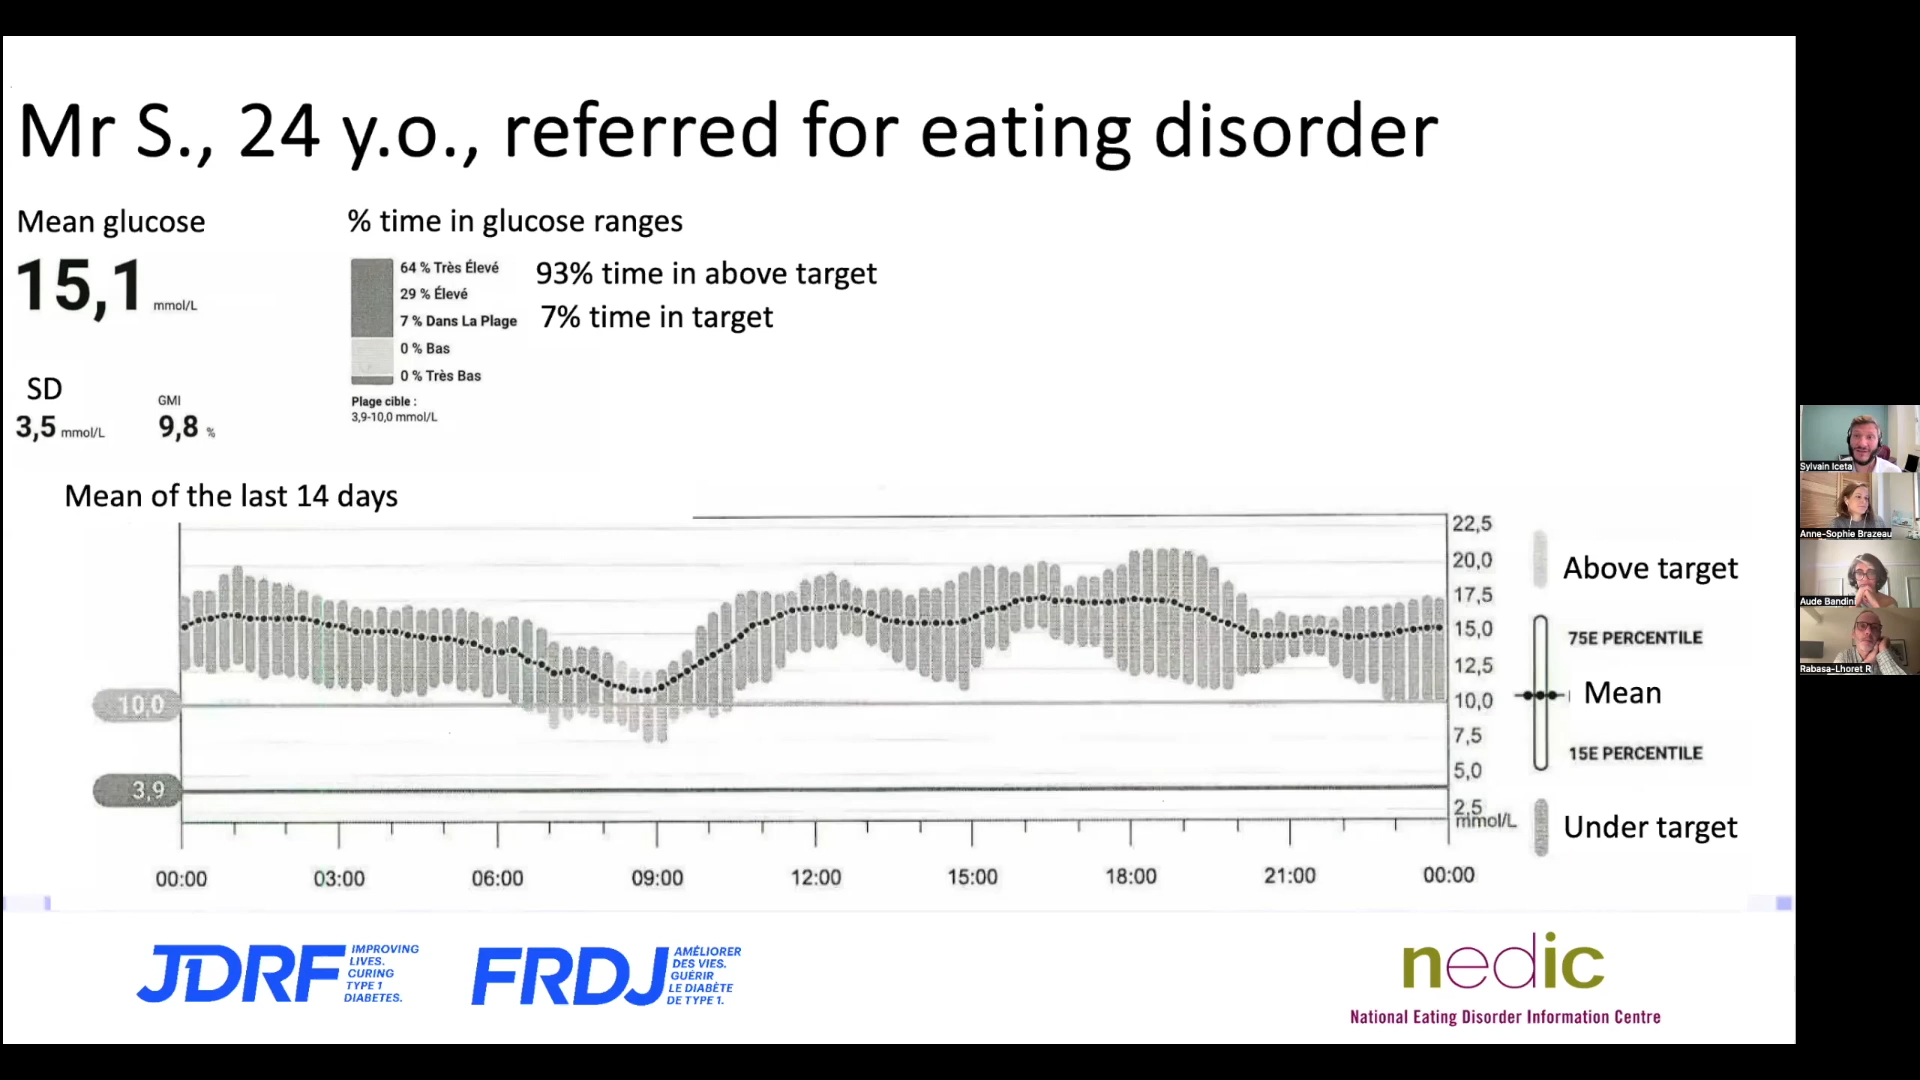 Mr S., 24 y.o., referred for eating disorder
Mean glucose
15,1 mmol/L
SD
3,5 mmol/L
GMI
9,8 %
% time in glucose ranges
64 % Très Élevé
29 % Élevé
7 % Dans La Plage
0 % Bas
0 % Très Bas
Plage cible :
3,9-10,0 mmol/L
93% time in above target
7% time in target
Mean of the last 14 days
10,0
3,9
22,5
20,0
17,5
15,0
12,5
10,0
7,5
5,0
2,5
mmol/L
00:00 03:00 06:00 09:00 12:00 15:00 18:00 21:00 00:00
Above target
75E PERCENTILE
Mean
15E PERCENTILE
Under target
Sylvain Iceta
Anne-Sophie Brazeau
Aude Bandini
Rabasa-Lhoret R
JDRF
IMPROVING
LIVES.
CURING
TYPE 1
DIABETES.
FRDJ
AMÉLIORER
DES VIES.
GUÉRIR
LE DIABÈTE
DE TYPE 1.
nedic
National Eating Disorder Information Centre